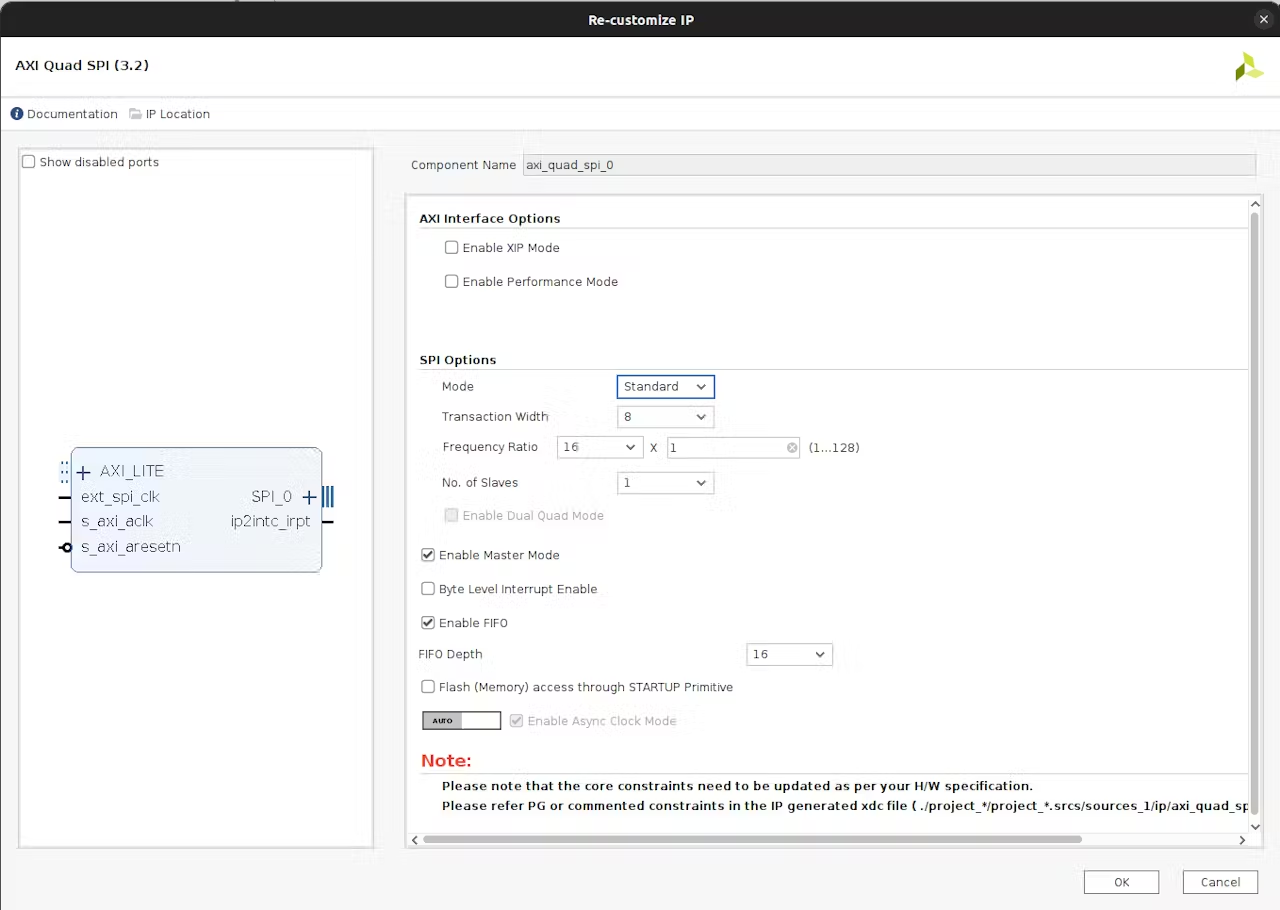 Re-customize IP
AXI Quad SPI (3.2)
Documentation IP Location
Show disabled ports
AXI_LITE
ext_spi_clk
s_axi_aclk
s_axi_aresetn
SPI_0
ip2intc_irpt
Component Name axi_quad_spi_0
AXI Interface Options
Enable XIP Mode
Enable Performance Mode
SPI Options
Mode Standard
Transaction Width 8
Frequency Ratio 16 X 1 (1...128)
No. of Slaves 1
Enable Dual Quad Mode
Enable Master Mode
Byte Level Interrupt Enable
Enable FIFO
FIFO Depth 16
Flash (Memory) access through STARTUP Primitive
AUTO Enable Async Clock Mode
Note:
Please note that the core constraints need to be updated as per your H/W specification.
Please refer PG or commented constraints in the IP generated xdc file ( ./project_*/project_*.srcs/sources_1/ip/axi_quad_sp
OK Cancel